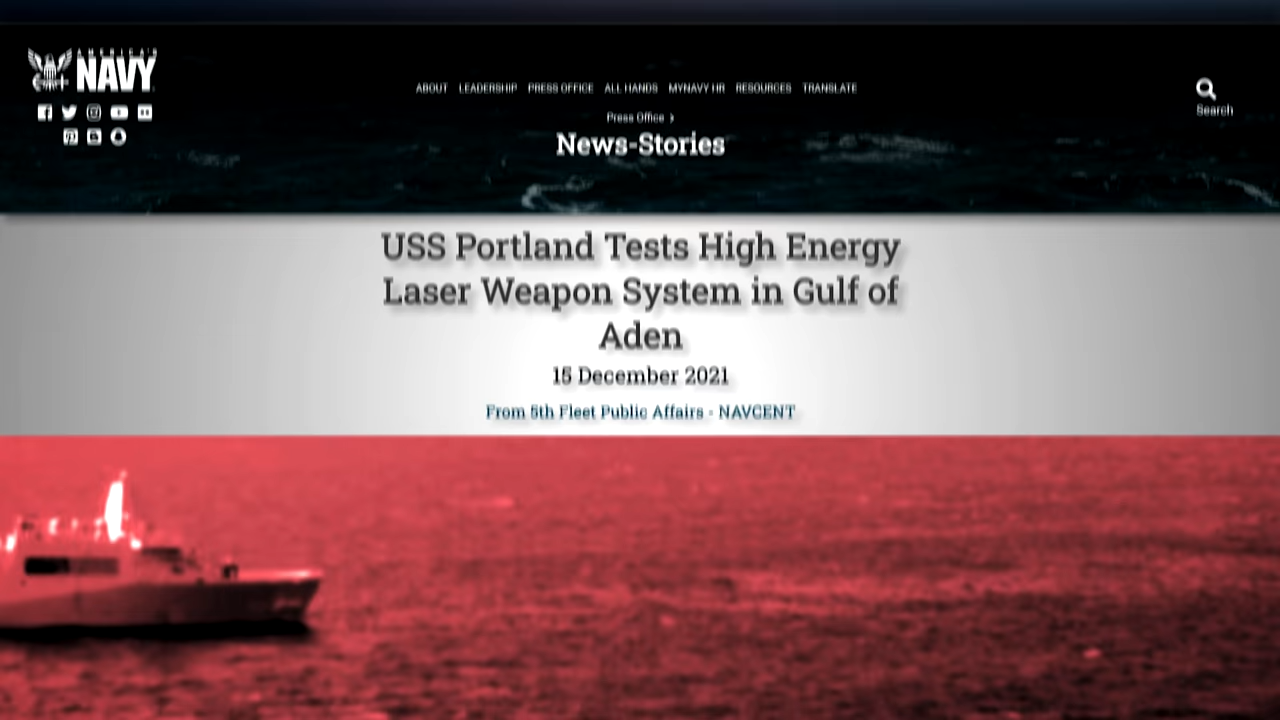 AMERICA'S
NAVY
ABOUT LEADERSHIP PRESS OFFICE ALL HANDS MYNAVY HR RESOURCES TRANSLATE
Search
Press Office >
News-Stories
USS Portland Tests High Energy
Laser Weapon System in Gulf of
Aden
15 December 2021
From 5th Fleet Public Affairs - NAVCENT